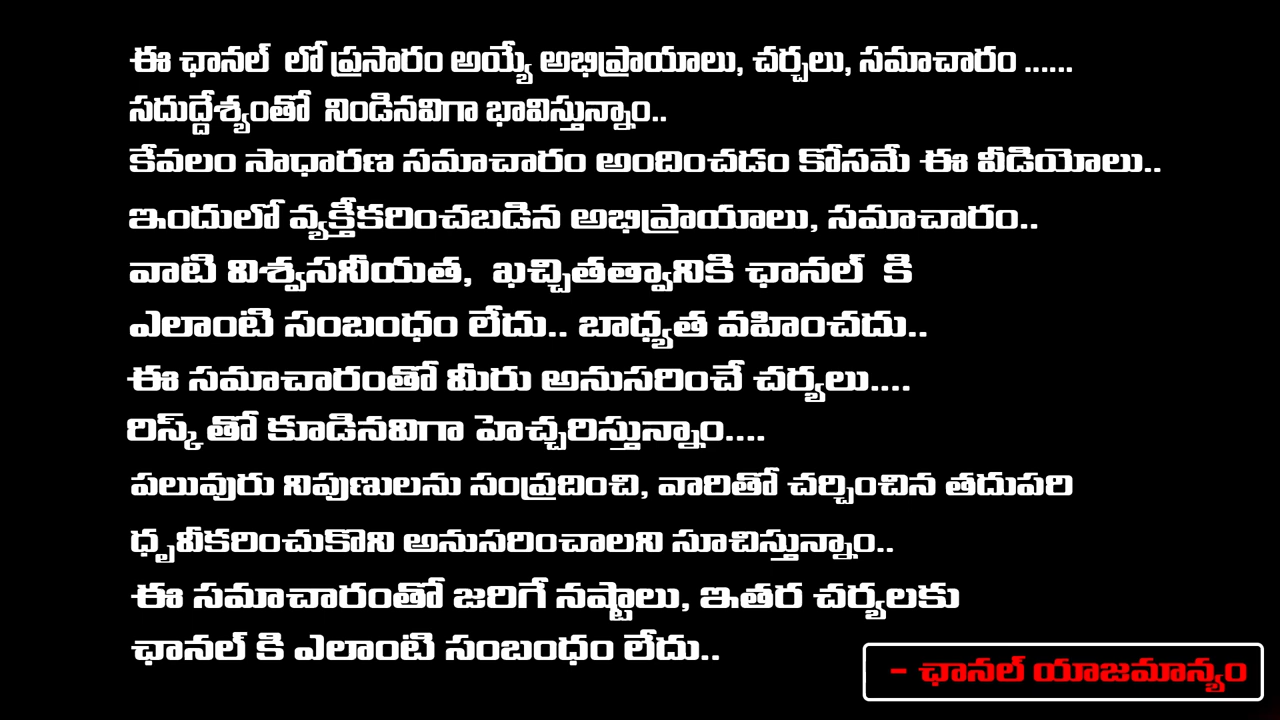 ఈ ఛానల్ లో ప్రసారం అయ్యే అభిప్రాయాలు, చర్చలు, సమాచారం ......
సదుద్దేశ్యంతో నిండినవిగా భావిస్తున్నాం..
కేవలం సాధారణ సమాచారం అందించడం కోసమే ఈ వీడియోలు..
ఇందులో వ్యక్తీకరించబడిన అభిప్రాయాలు, సమాచారం..
వాటి విశ్వసనీయత, ఖచ్చితత్వానికి ఛానల్ కి
ఎలాంటి సంబంధం లేదు.. బాధ్యత వహించదు..
ఈ సమాచారంతో మీరు అనుసరించే చర్యలు....
రిస్క్ తో కూడినవిగా హెచ్చరిస్తున్నాం....
పలువురు నిపుణులను సంప్రదించి, వారితో చర్చించిన తదుపరి
ధృవీకరించుకొని అనుసరించాలని సూచిస్తున్నాం..
ఈ సమాచారంతో జరిగే నష్టాలు, ఇతర చర్యలకు
ఛానల్ కి ఎలాంటి సంబంధం లేదు..
- ఛానల్ యాజమాన్యం